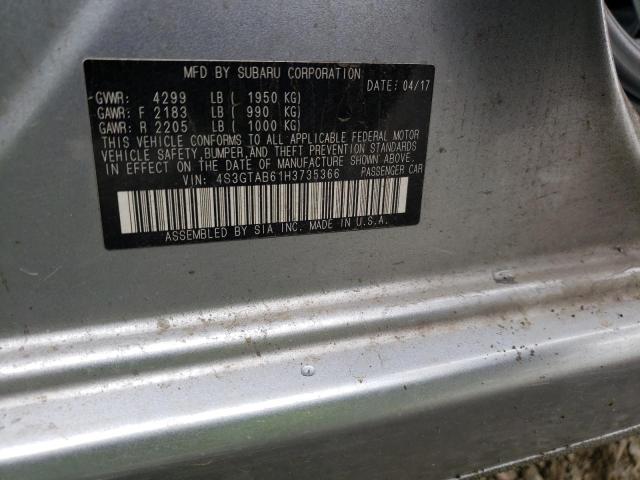 MFD BY SUBARU CORPORATION
DATE: 04/17
GVWR: 4299 LB ( 1950 KG)
GAWR: F 2183 LB ( 990 KG)
GAWR: R 2205 LB ( 1000 KG)
THIS VEHICLE CONFORMS TO ALL APPLICABLE FEDERAL MOTOR
VEHICLE SAFETY, BUMPER, AND THEFT PREVENTION STANDARDS
IN EFFECT ON THE DATE OF MANUFACTURE SHOWN ABOVE.
VIN: 4S3GTAB61H3735366 PASSENGER CAR
ASSEMBLED BY SIA INC. MADE IN U.S.A.